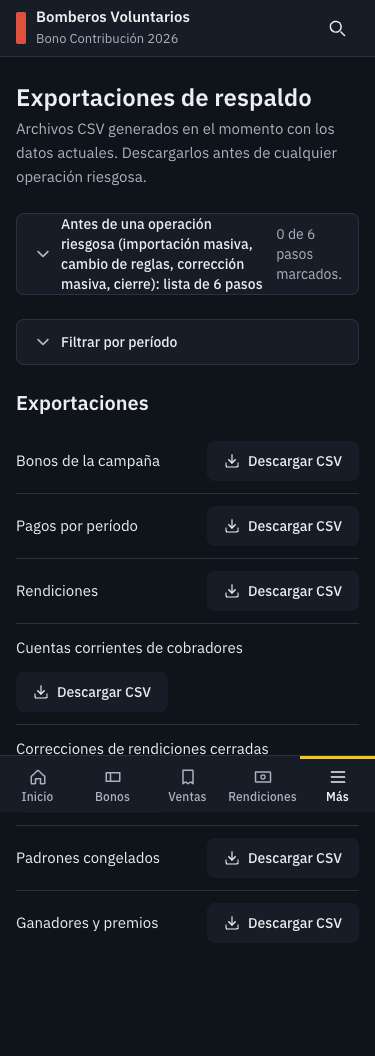 Bomberos Voluntarios
Bono Contribución 2026
Exportaciones de respaldo
Archivos CSV generados en el momento con los
datos actuales. Descargarlos antes de cualquier
operación riesgosa.
Antes de una operación
riesgosa (importación masiva,
cambio de reglas, corrección
masiva, cierre): lista de 6 pasos
0 de 6
pasos
marcados.
Filtrar por período
Exportaciones
Bonos de la campaña
Descargar CSV
Pagos por período
Descargar CSV
Rendiciones
Descargar CSV
Cuentas corrientes de cobradores
Descargar CSV
Correcciones de rendiciones cerradas
Inicio
Bonos
Ventas
Rendiciones
Más
Padrones congelados
Descargar CSV
Ganadores y premios
Descargar CSV